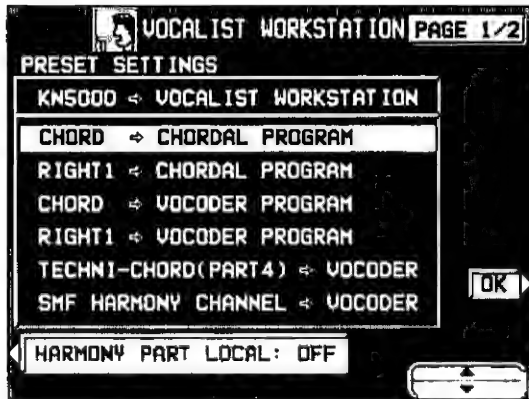 VOCALIST WORKSTATION PAGE 1/2
PRESET SETTINGS
KN5000 ➪ VOCALIST WORKSTATION
CHORD ➪ CHORDAL PROGRAM
RIGHT1 ➪ CHORDAL PROGRAM
CHORD ➪ VOCODER PROGRAM
RIGHT1 ➪ VOCODER PROGRAM
TECHNI-CHORD(PART4) ➪ VOCODER
SMF HARMONY CHANNEL ➪ VOCODER
OK
HARMONY PART LOCAL: OFF